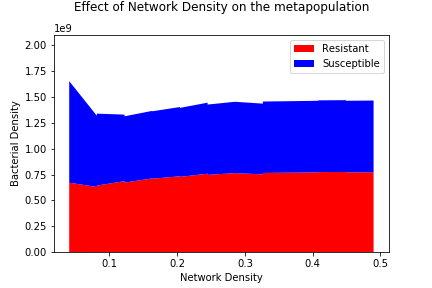 Effect of Network Density on the metapopulation
1e9
Resistant
Susceptible
2.00
1.75
1.50
1.25
1.00
0.75
0.50
0.25
0.00
Bacterial Density
0.1 0.2 0.3 0.4 0.5
Network Density